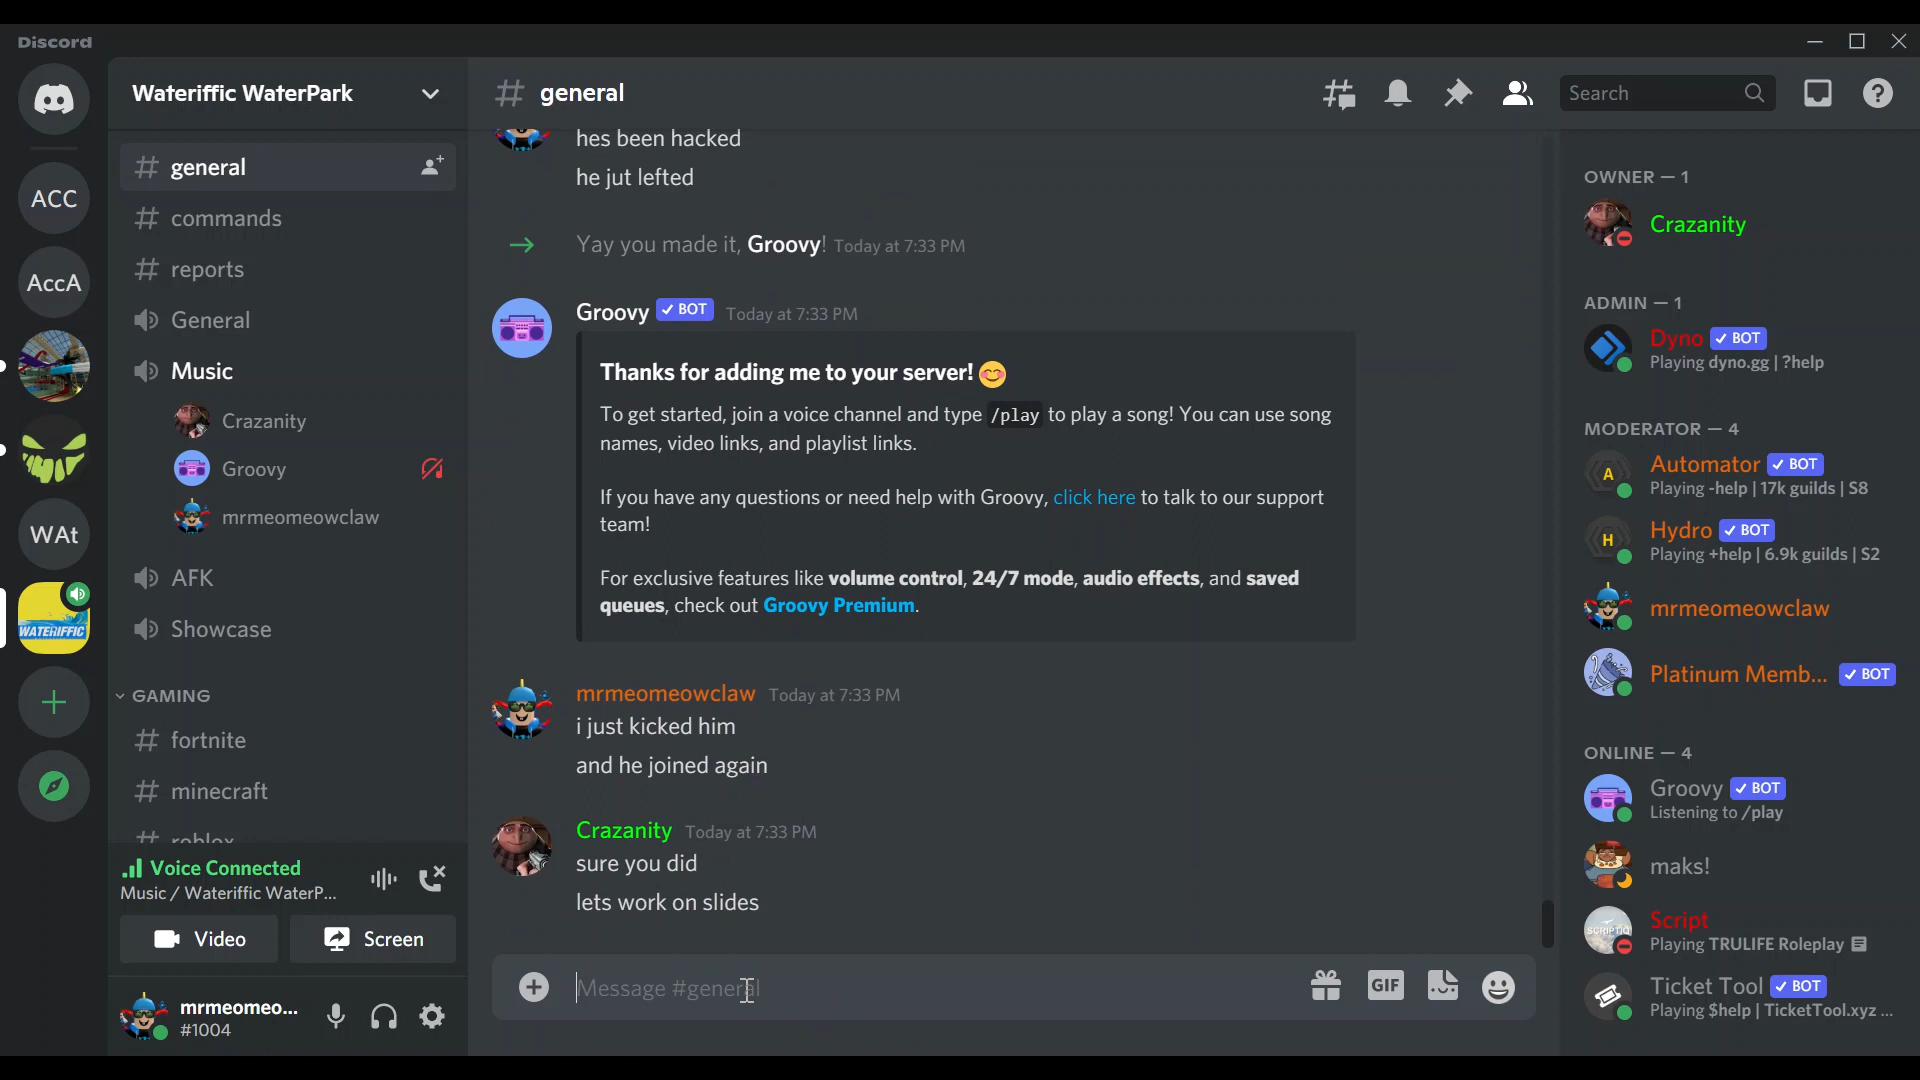 Discord
ACC
AccA
WAt
WATERIFFIC
Wateriffic WaterPark
general
commands
reports
General
Music
Crazanity
Groovy
mrmeomeowclaw
AFK
Showcase
GAMING
fortnite
minecraft
roblox
Voice Connected
Music / Wateriffic WaterP...
Video
Screen
mrmeomeo...
#1004
general
Search
hes been hacked
he jut lefted
Yay you made it, Groovy! Today at 7:33 PM
Groovy ✓ BOT Today at 7:33 PM
Thanks for adding me to your server! 😊
To get started, join a voice channel and type /play to play a song! You can use song
names, video links, and playlist links.
If you have any questions or need help with Groovy, click here to talk to our support
team!
For exclusive features like volume control, 24/7 mode, audio effects, and saved
queues, check out Groovy Premium.
mrmeomeowclaw Today at 7:33 PM
i just kicked him
and he joined again
Crazanity Today at 7:33 PM
sure you did
lets work on slides
Message #general
GIF
OWNER — 1
Crazanity
ADMIN — 1
Dyno ✓ BOT
Playing dyno.gg | ?help
MODERATOR — 4
A
Automator ✓ BOT
Playing -help | 17k guilds | S8
H
Hydro ✓ BOT
Playing +help | 6.9k guilds | S2
mrmeomeowclaw
Platinum Memb... ✓ BOT
ONLINE — 4
Groovy ✓ BOT
Listening to /play
maks!
Script
Playing TRULIFE Roleplay
Ticket Tool ✓ BOT
Playing $help | TicketTool.xyz ...